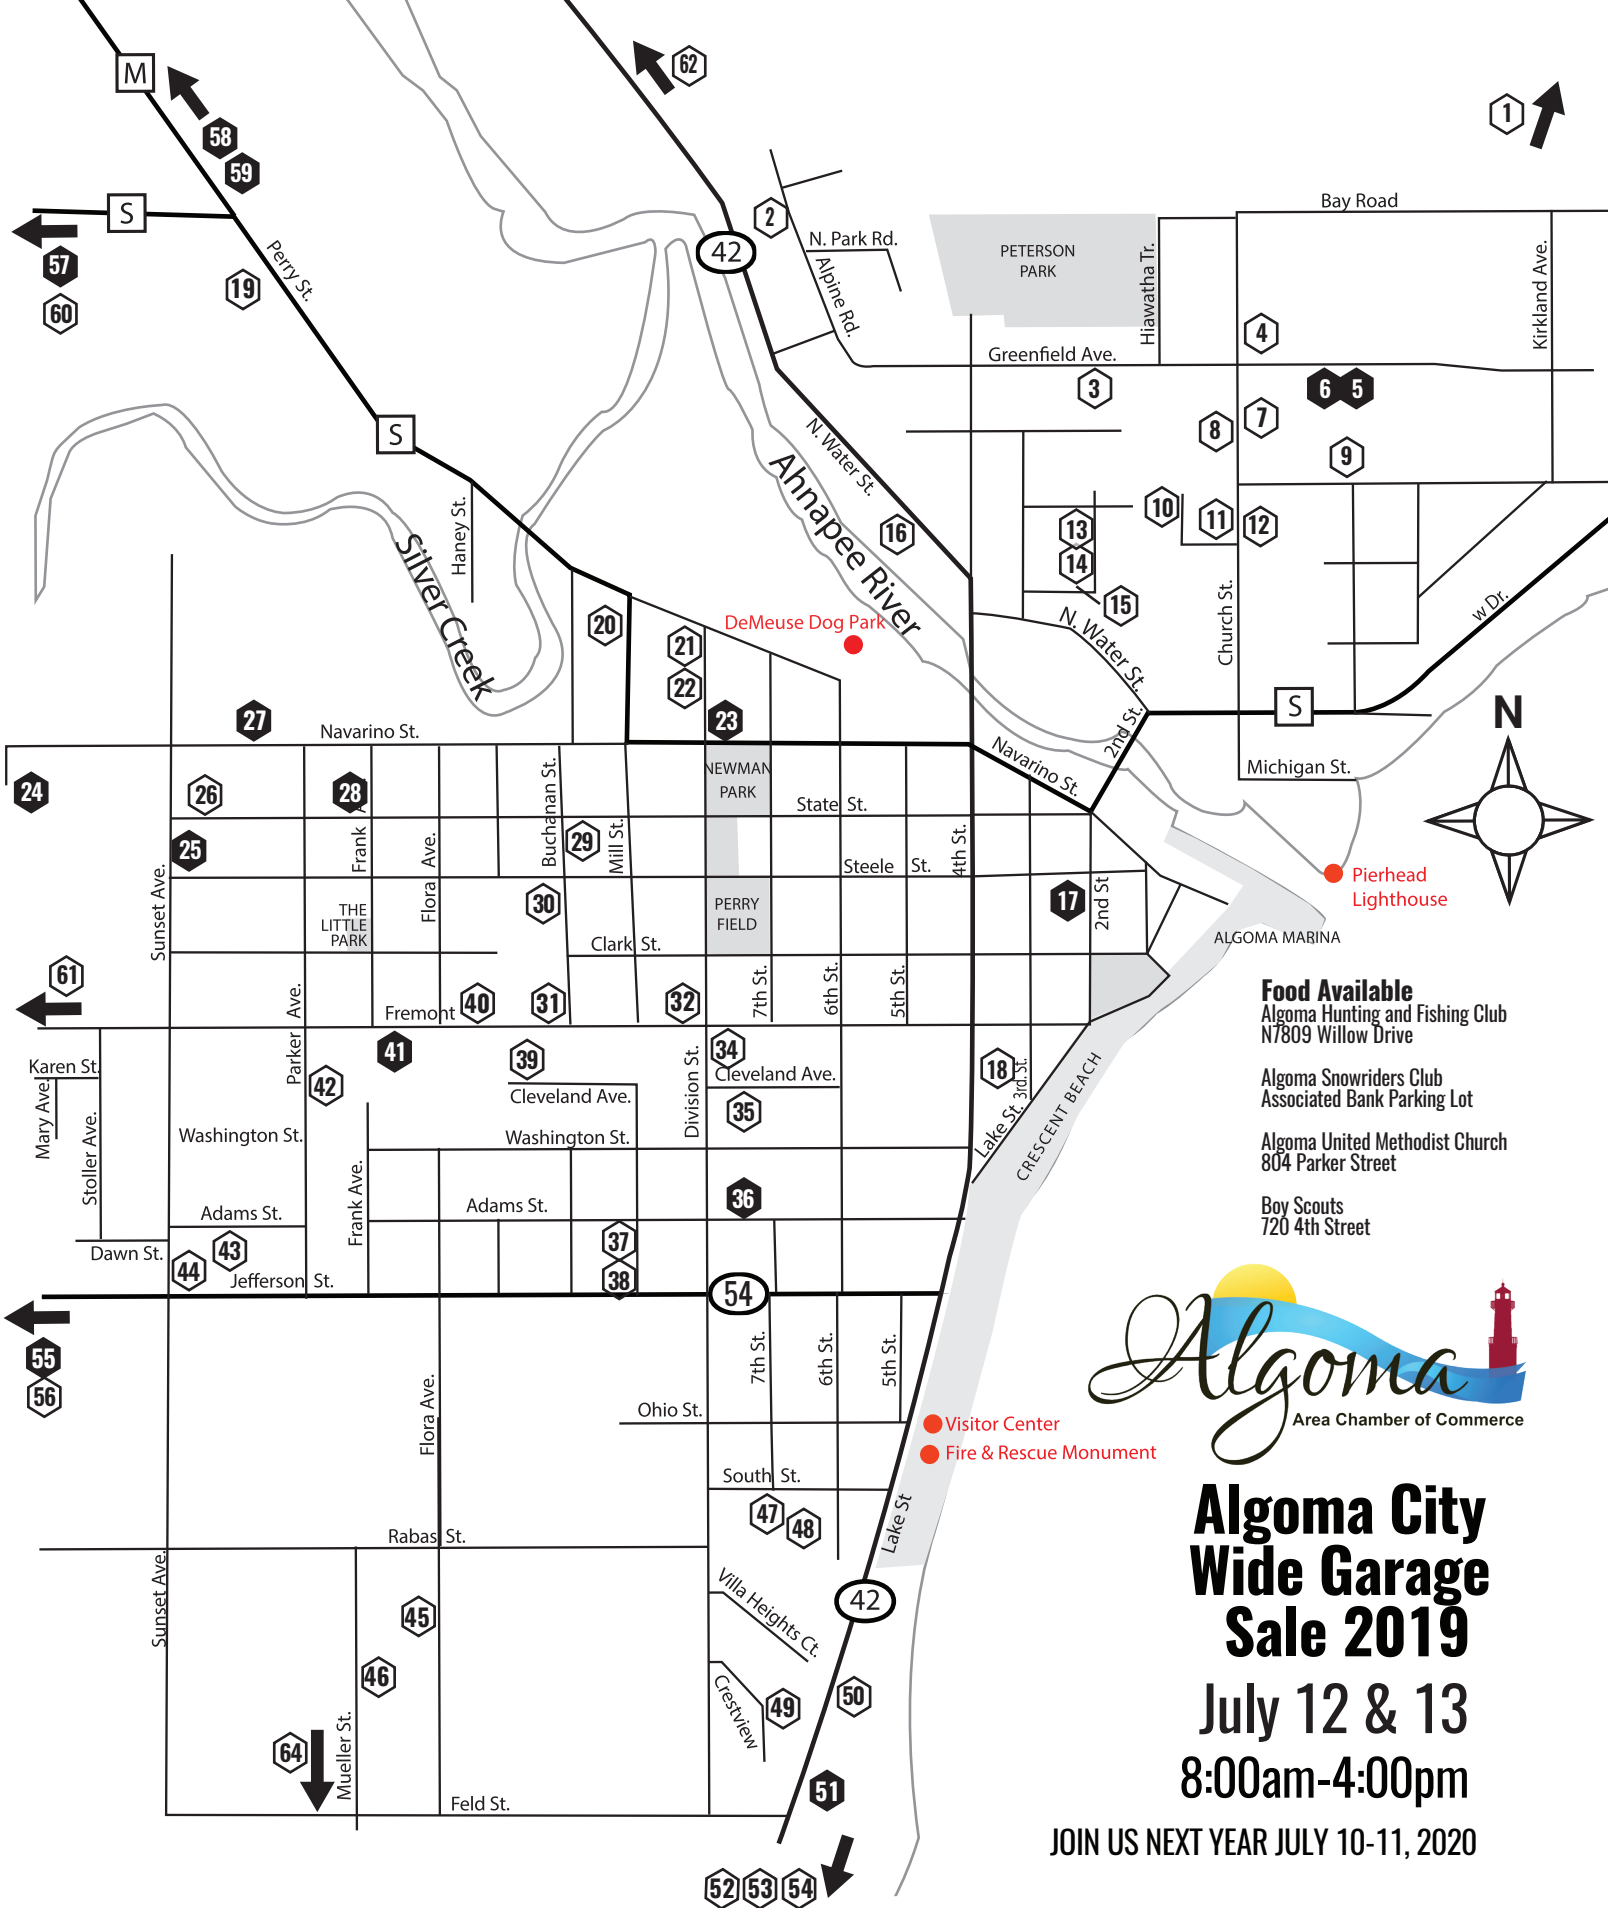 M
62
1
58
59
S
Bay Road
2
42
N. Park Rd.
PETERSON
PARK
57
60
19
Perry St.
Alpine Rd.
Hiawatha Tr.
Kirkland Ave.
4
Greenfield Ave.
3
6
5
7
8
S
N. Water St.
9
Haney St.
Silver Creek
Ahnapee River
16
10
11
12
13
14
15
20
DeMeuse Dog Park
21
22
N. Water St.
Church St.
w Dr.
S
27
23
Navarino St.
2nd St.
Navarino St.
Michigan St.
N
24
26
28
NEWMAN
PARK
State St.
25
Frank
Flora Ave.
Buchanan St.
29
Mill St.
Steele St.
4th St.
Pierhead
Lighthouse
Sunset Ave.
THE
LITTLE
PARK
30
PERRY
FIELD
17
2nd St
ALGOMA MARINA
Clark St.
61
Parker Ave.
Fremont
40
31
32
7th St.
6th St.
5th St.
Food Available
Algoma Hunting and Fishing Club
N7809 Willow Drive
Algoma Snowriders Club
Associated Bank Parking Lot
Algoma United Methodist Church
804 Parker Street
Boy Scouts
720 4th Street
41
39
34
18
3rd St.
Karen St.
Mary Ave.
Stoller Ave.
42
Cleveland Ave.
Cleveland Ave.
Division St.
35
Lake St.
CRESCENT BEACH
Washington St.
Washington St.
36
Frank Ave.
Adams St.
Adams St.
Dawn St.
43
44
37
38
Jefferson St.
54
55
56
7th St.
6th St.
5th St.
Flora Ave.
Ohio St.
Visitor Center
Fire & Rescue Monument
South St.
47
48
Lake St
Rabas St.
Sunset Ave.
Villa Heights Ct.
42
45
46
Crestview
49
50
64
Mueller St.
51
Feld St.
52
53
54
Algoma
Area Chamber of Commerce
Algoma City
Wide Garage
Sale 2019
July 12 & 13
8:00am-4:00pm
JOIN US NEXT YEAR JULY 10-11, 2020